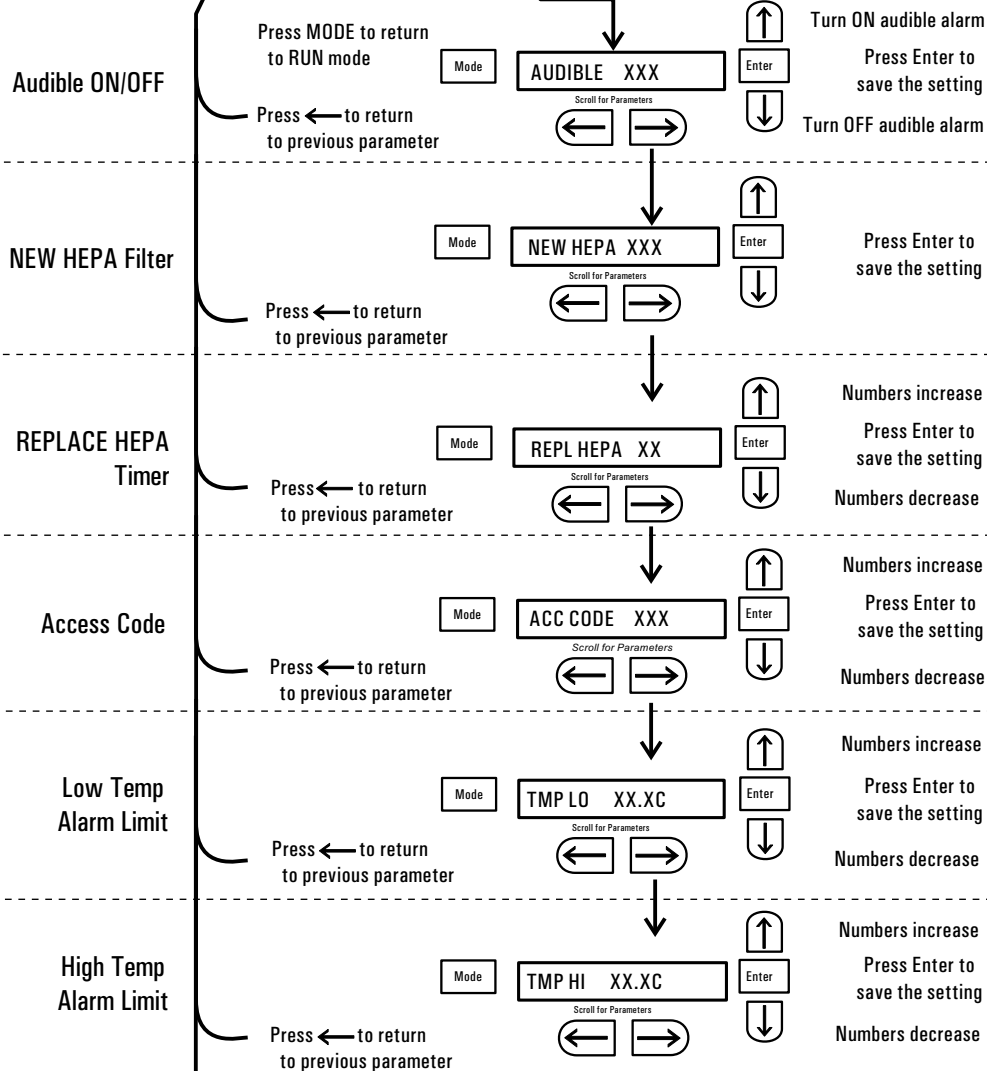 Audible ON/OFF
Press MODE to return
to RUN mode
Press ← to return
to previous parameter
Mode
AUDIBLE XXX
Scroll for Parameters
Enter
Turn ON audible alarm
Press Enter to
save the setting
Turn OFF audible alarm
NEW HEPA Filter
Press ← to return
to previous parameter
Mode
NEW HEPA XXX
Scroll for Parameters
Enter
Press Enter to
save the setting
REPLACE HEPA
Timer
Press ← to return
to previous parameter
Mode
REPL HEPA XX
Scroll for Parameters
Enter
Numbers increase
Press Enter to
save the setting
Numbers decrease
Access Code
Press ← to return
to previous parameter
Mode
ACC CODE XXX
Scroll for Parameters
Enter
Numbers increase
Press Enter to
save the setting
Numbers decrease
Low Temp
Alarm Limit
Press ← to return
to previous parameter
Mode
TMP LO XX.XC
Scroll for Parameters
Enter
Numbers increase
Press Enter to
save the setting
Numbers decrease
High Temp
Alarm Limit
Press ← to return
to previous parameter
Mode
TMP HI XX.XC
Scroll for Parameters
Enter
Numbers increase
Press Enter to
save the setting
Numbers decrease